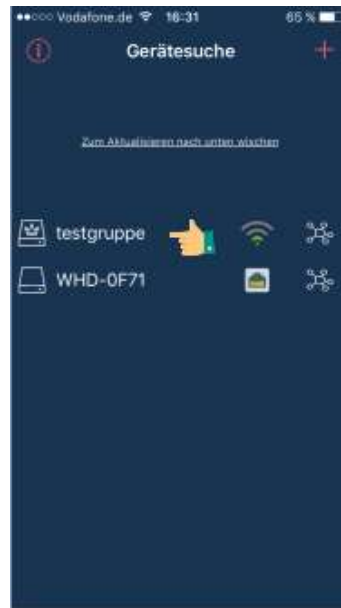 Vodafone.de 16:31 65 %
Gerätesuche
Zum Aktualisieren nach unten wischen
testgruppe
WHD-0F71